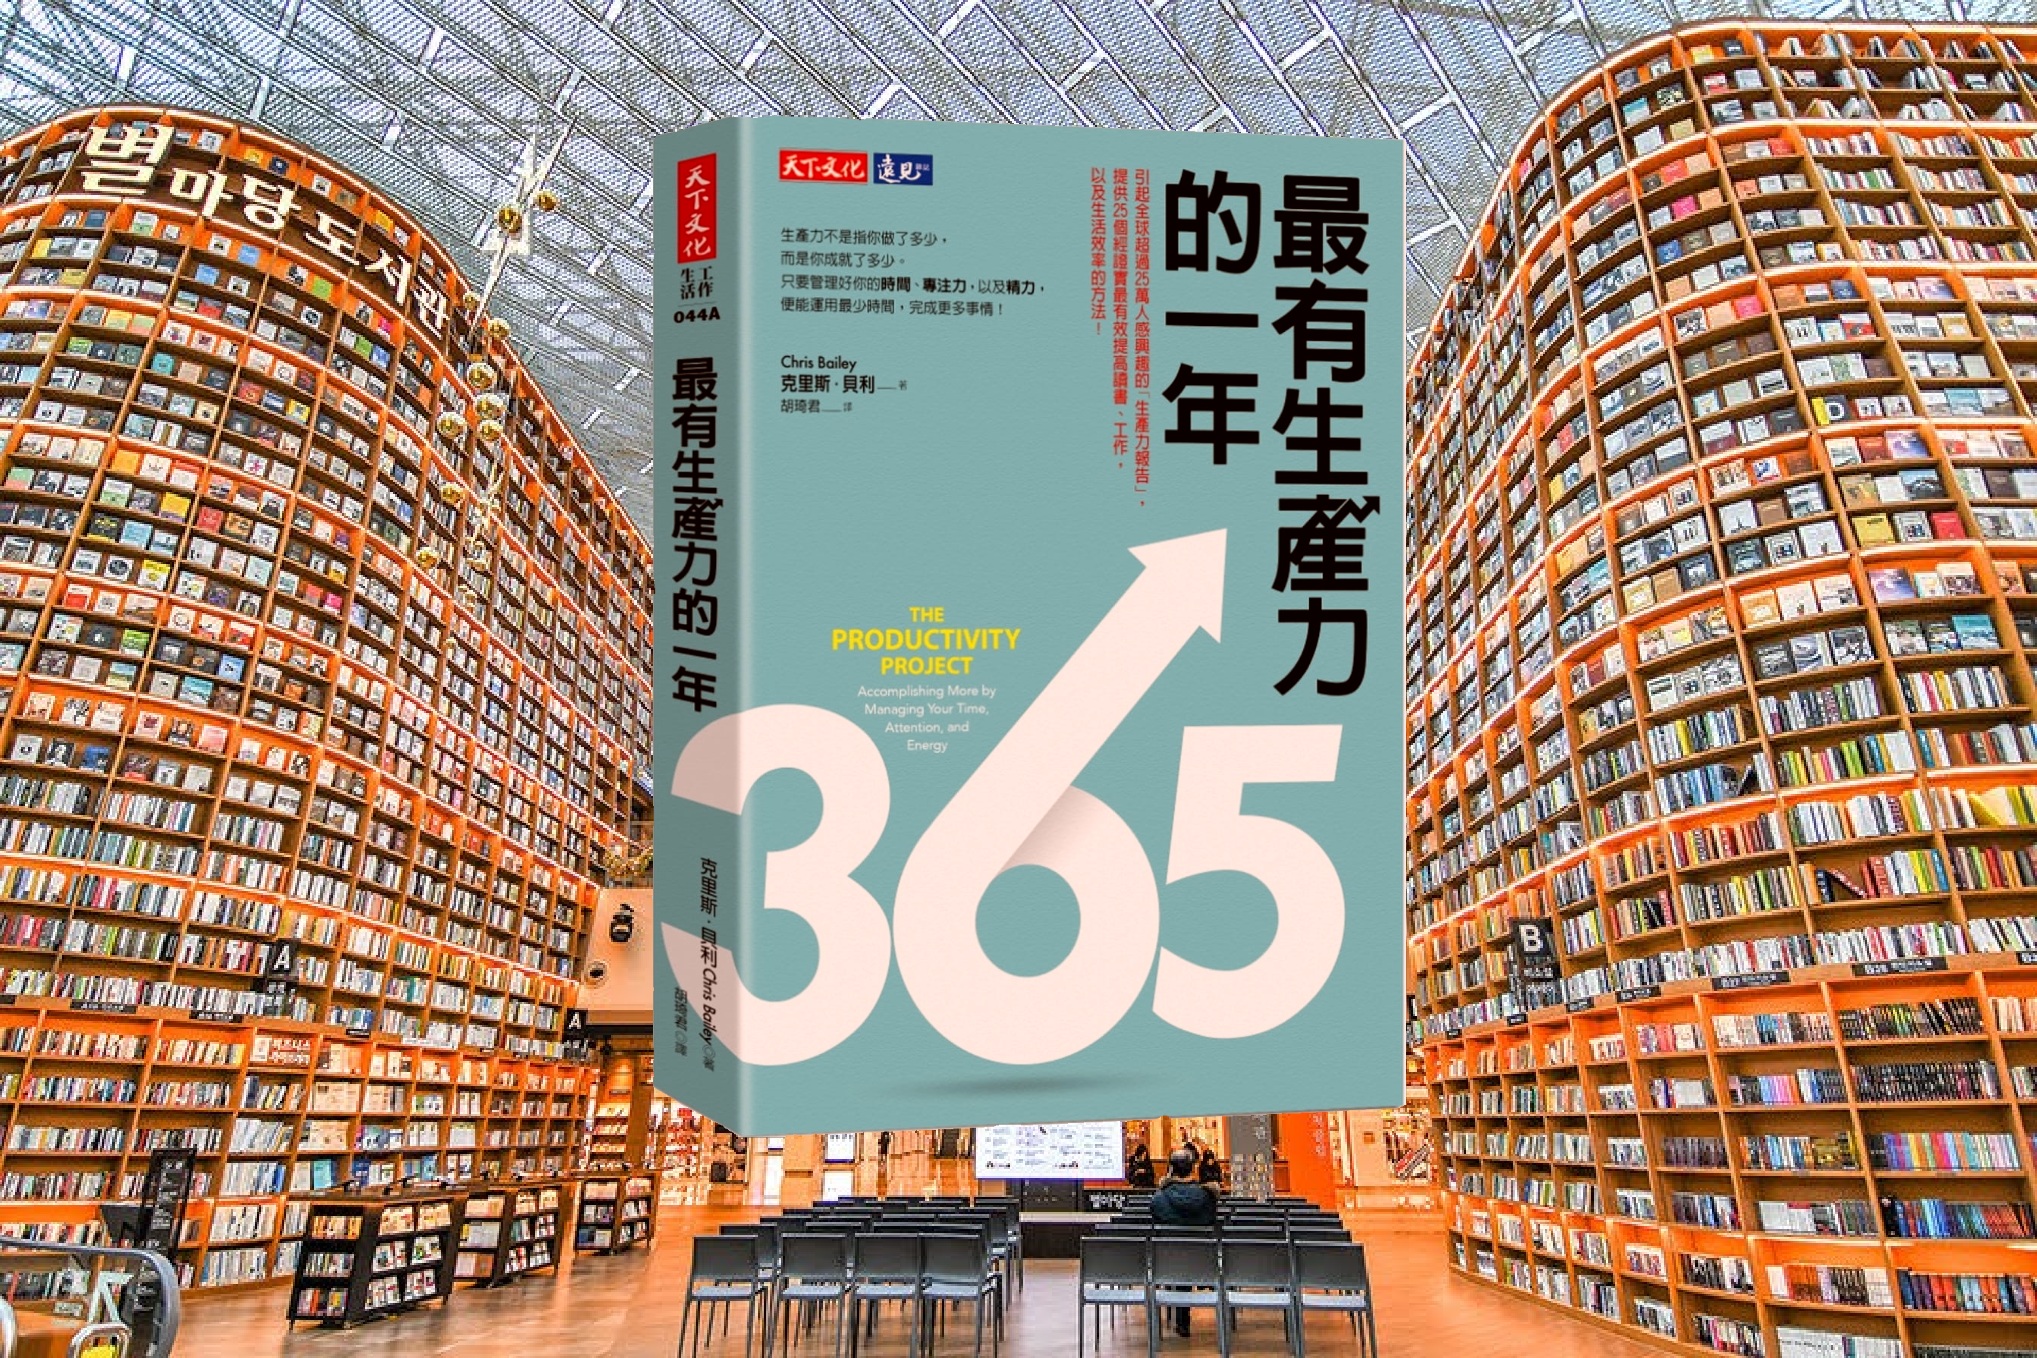 별마당 도서관
天下文化
工作
生活
044A
最有生產力的一年
克里斯·貝利 Chris Bailey 著
胡琦君 譯
天下文化 遠見 雜誌
生產力不是指你做了多少，
而是你成就了多少。
只要管理好你的時間、專注力，以及精力，
便能運用最少時間，完成更多事情！
Chris Bailey
克里斯·貝利 著
胡琦君 譯
最有生產力
的一年
引起全球超過25萬人感興趣的「生產力報告」，
提供25個經證實最有效提高讀書、工作，
以及生活效率的方法！
THE
PRODUCTIVITY
PROJECT
Accomplishing More by
Managing Your Time,
Attention, and
Energy
365
A
A
B
D
별마당